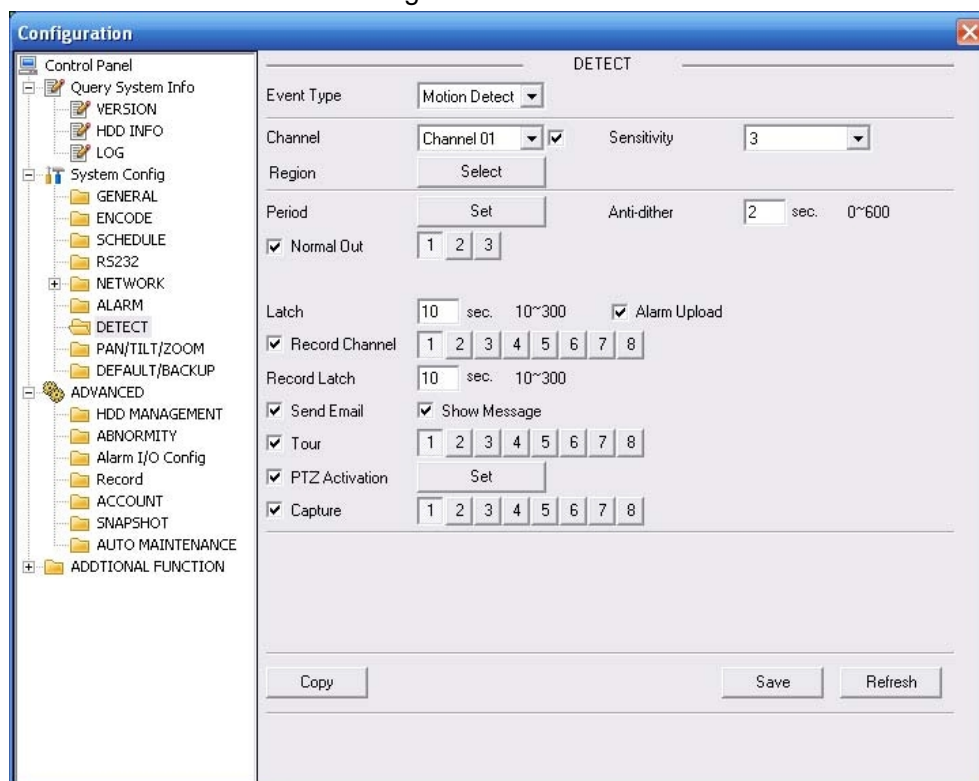 Configuration
Control Panel
Query System Info
VERSION
HDD INFO
LOG
System Config
GENERAL
ENCODE
SCHEDULE
RS232
NETWORK
ALARM
DETECT
PAN/TILT/ZOOM
DEFAULT/BACKUP
ADVANCED
HDD MANAGEMENT
ABNORMITY
Alarm I/O Config
Record
ACCOUNT
SNAPSHOT
AUTO MAINTENANCE
ADDTIONAL FUNCTION
DETECT
Event Type Motion Detect
Channel Channel 01 Sensitivity 3
Region Select
Period Set Anti-dither 2 sec. 0~600
Normal Out 1 2 3
Latch 10 sec. 10~300 Alarm Upload
Record Channel 1 2 3 4 5 6 7 8
Record Latch 10 sec. 10~300
Send Email Show Message
Tour 1 2 3 4 5 6 7 8
PTZ Activation Set
Capture 1 2 3 4 5 6 7 8
Copy Save Refresh